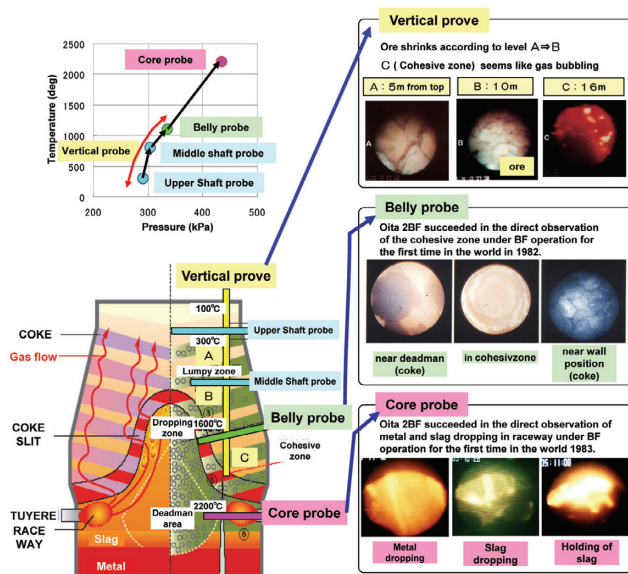 2500
2000
1500
1000
500
0
Temperature (deg)
200 300 400 500
Pressure (kPa)
Core probe
Belly probe
Vertical probe
Middle shaft probe
Upper Shaft probe
Vertical prove
Ore shrinks according to level A⇒B
C ( Cohesive zone ) seems like gas bubbling
A : 5m from top
B : 10m
C : 16m
A
B
C
ore
Belly probe
Oita 2BF succeeded in the direct observation
of the cohesive zone under BF operation for
the first time in the world in 1982.
near deadman
(coke)
in cohesivzone
near wall
position
(coke)
Core probe
Oita 2BF succeeded in the direct observation of
metal and slag dropping in raceway under BF
operation for the first time in the world 1983.
05:11:08
Metal
dropping
Slag
dropping
Holding of
slag
Vertical prove
100℃
Upper Shaft probe
COKE
300℃
Gas flow
A
Lumpy zone
Middle Shaft probe
B
Belly probe
COKE
SLIT
Dropping
zone
1600℃
C
Cohesive
zone
2200℃
Core probe
TUYERE
RACE
WAY
Deadman
area
⑥
Slag
Metal